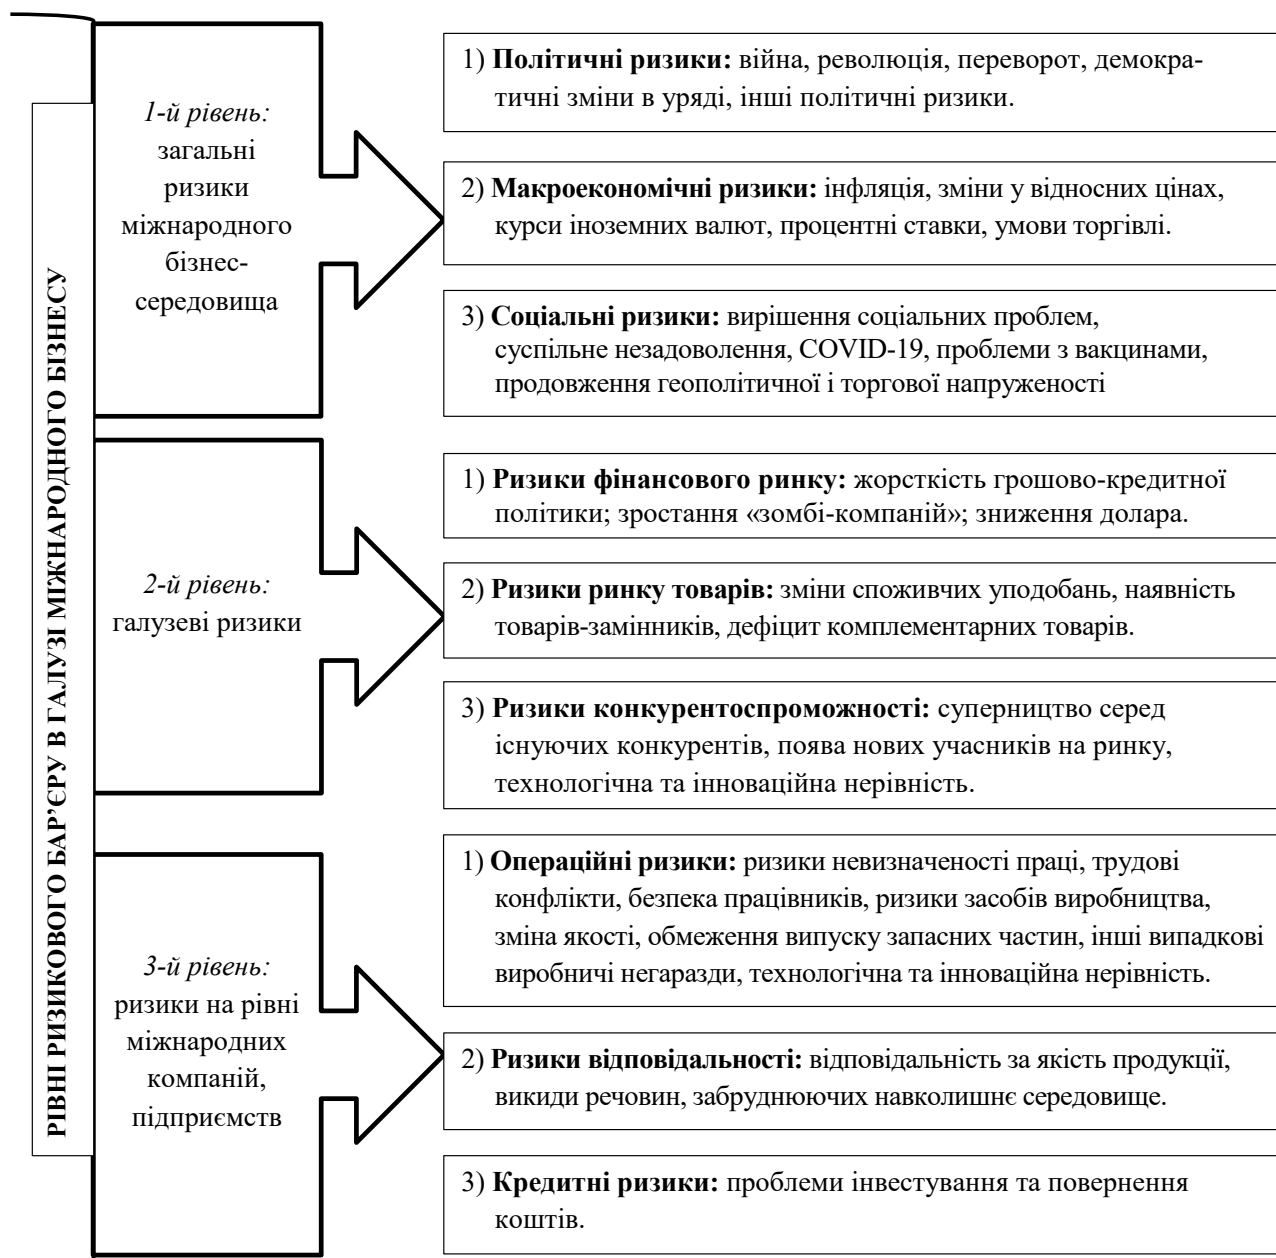 РІВНІ РИЗИКОВОГО БАР’ЄРУ В ГАЛУЗІ МІЖНАРОДНОГО БІЗНЕСУ
1-й рівень:
загальні
ризики
міжнародного
бізнес-
середовища
1) Політичні ризики: війна, революція, переворот, демокра-
тичні зміни в уряді, інші політичні ризики.
2) Макроекономічні ризики: інфляція, зміни у відносних цінах,
курси іноземних валют, процентні ставки, умови торгівлі.
3) Соціальні ризики: вирішення соціальних проблем,
суспільне незадоволення, COVID-19, проблеми з вакцинами,
продовження геополітичної і торгової напруженості
2-й рівень:
галузеві ризики
1) Ризики фінансового ринку: жорсткість грошово-кредитної
політики; зростання «зомбі-компаній»; зниження долара.
2) Ризики ринку товарів: зміни споживчих уподобань, наявність
товарів-замінників, дефіцит комплементарних товарів.
3) Ризики конкурентоспроможності: суперництво серед
існуючих конкурентів, поява нових учасників на ринку,
технологічна та інноваційна нерівність.
3-й рівень:
ризики на рівні
міжнародних
компаній,
підприємств
1) Операційні ризики: ризики невизначеності праці, трудові
конфлікти, безпека працівників, ризики засобів виробництва,
зміна якості, обмеження випуску запасних частин, інші випадкові
виробничі негаразди, технологічна та інноваційна нерівність.
2) Ризики відповідальності: відповідальність за якість продукції,
викиди речовин, забруднюючих навколишнє середовище.
3) Кредитні ризики: проблеми інвестування та повернення
коштів.